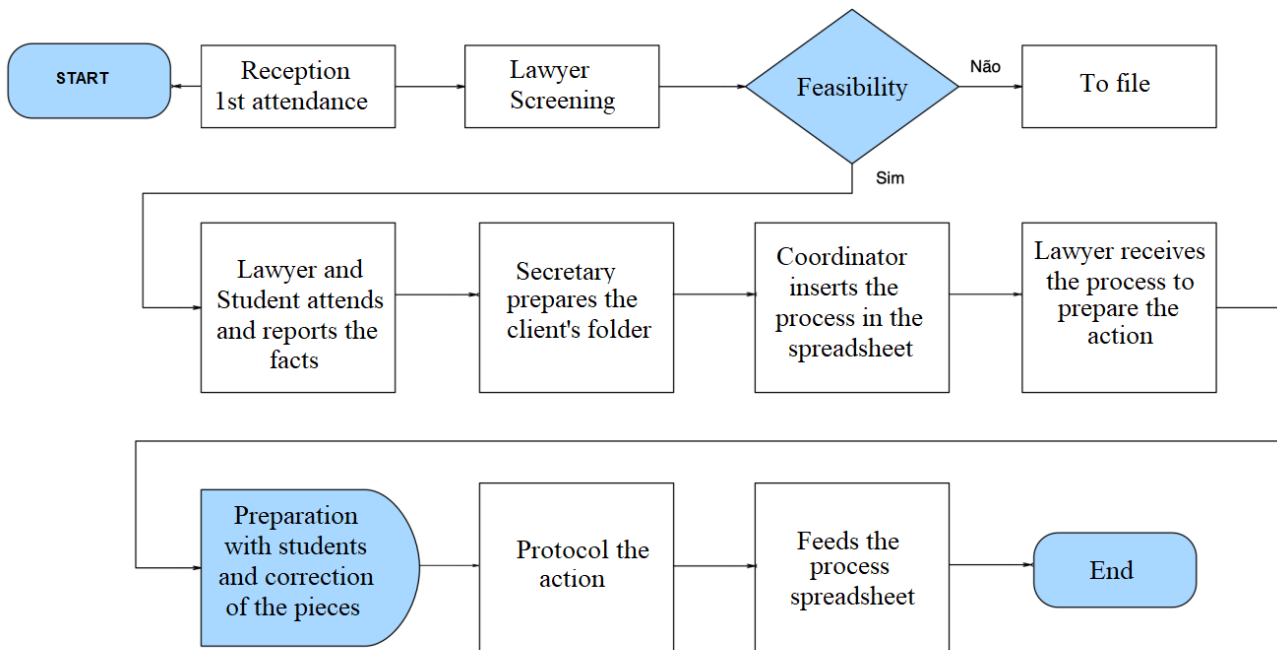 START
Reception
1st attendance
Lawyer
Screening
Feasibility
Não
To file
Sim
Lawyer and
Student attends
and reports the
facts
Secretary
prepares the
client's folder
Coordinator
inserts the
process in the
spreadsheet
Lawyer receives
the process to
prepare the
action
Preparation
with students
and correction
of the pieces
Protocol the
action
Feeds the
process
spreadsheet
End